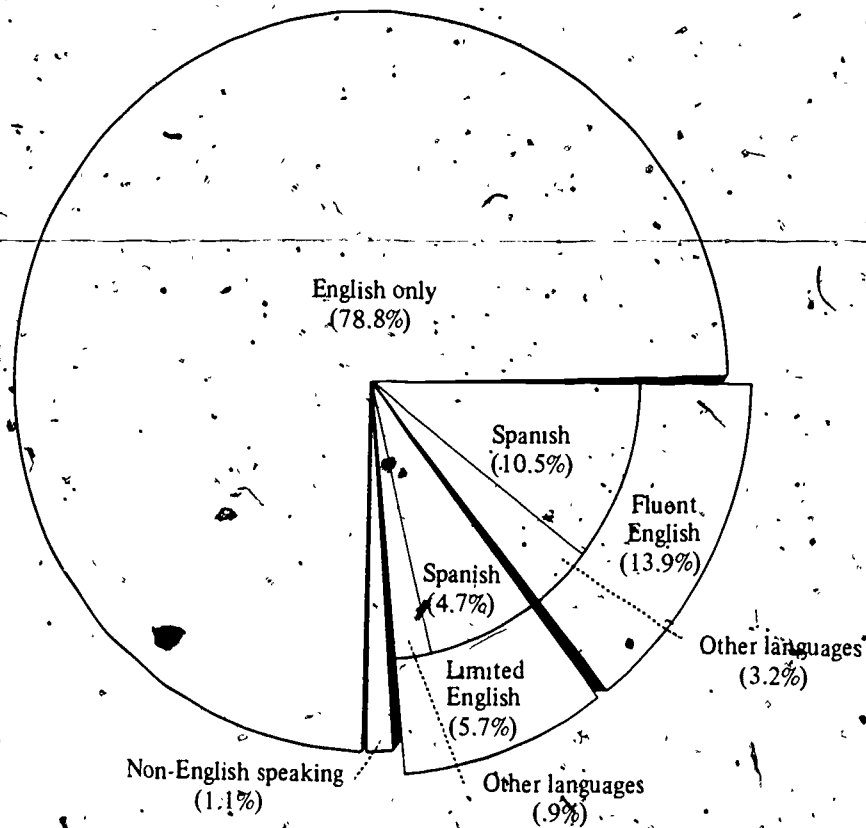 English only
(78.8%)
Spanish
(10.5%)
Fluent
English
(13.9%)
Spanish
(4.7%)
Other languages
(3.2%)
Limited
English
(5.7%)
Non-English speaking
(1.1%)
Other languages
(.9%)